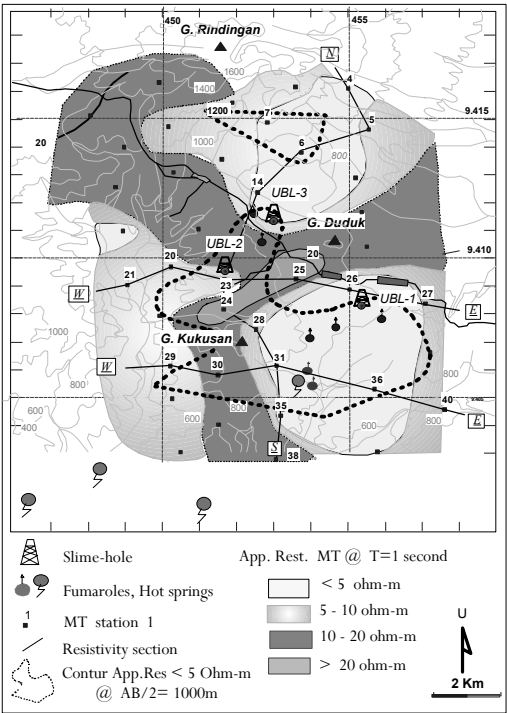 450
455
G. Rindingan
1600
1400
N
4
1200
7
5
9.415
1000
6
800
20
14
UBL-3
G. Duduk
UBL-2
20
9.410
20
21
25
26
W
23
27
24
UBL-1
E
28
1000
G. Kukusan
W
29
31
30
36
800
800
40
600
800
35
600
600
400
600
800
E
S
38
Slime-hole
Fumaroles, Hot springs
1
MT station 1
Resistivity section
Contur App.Res < 5 Ohm-m
@ AB/2= 1000m
App. Rest. MT @ T=1 second
< 5 ohm-m
5 - 10 ohm-m
10 - 20 ohm-m
> 20 ohm-m
U
2 Km